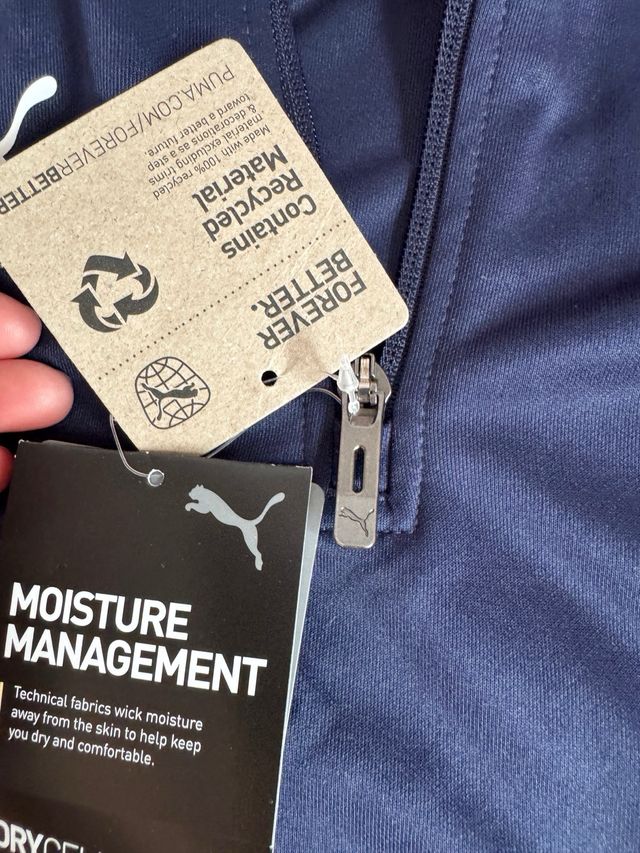 FOREVER
BETTER.
Contains
Recycled
Material
Made with 100% recycled
material excluding trims
& decorations as a step
toward a better future
PUMA.COM/FOREVERBETTER
MOISTURE
MANAGEMENT
Technical fabrics wick moisture
away from the skin to help keep
you dry and comfortable.